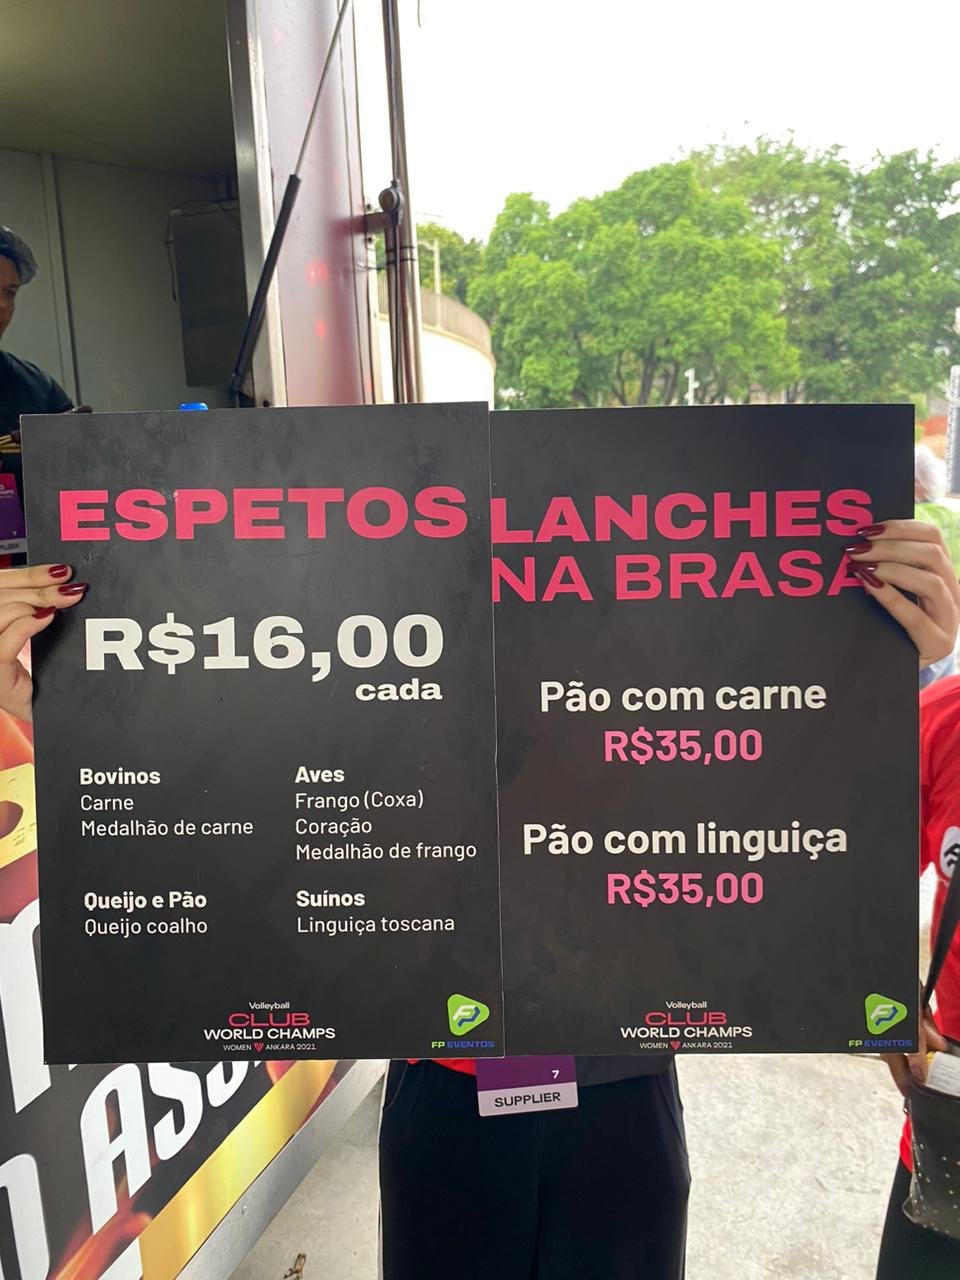 ESPETOS
R$16,00
cada
Bovinos
Carne
Medalhão de carne
Aves
Frango (Coxa)
Coração
Medalhão de frango
Queijo e Pão
Queijo coalho
Suínos
Linguiça toscana
Volleyball
CLUB
WORLD CHAMPS
WOMEN ANKARA 2021
FP EVENTOS
LANCHES
NA BRASA
Pão com carne
R$35,00
Pão com linguiça
R$35,00
Volleyball
CLUB
WORLD CHAMPS
WOMEN ANKARA 2021
FP EVENTOS
7
SUPPLIER